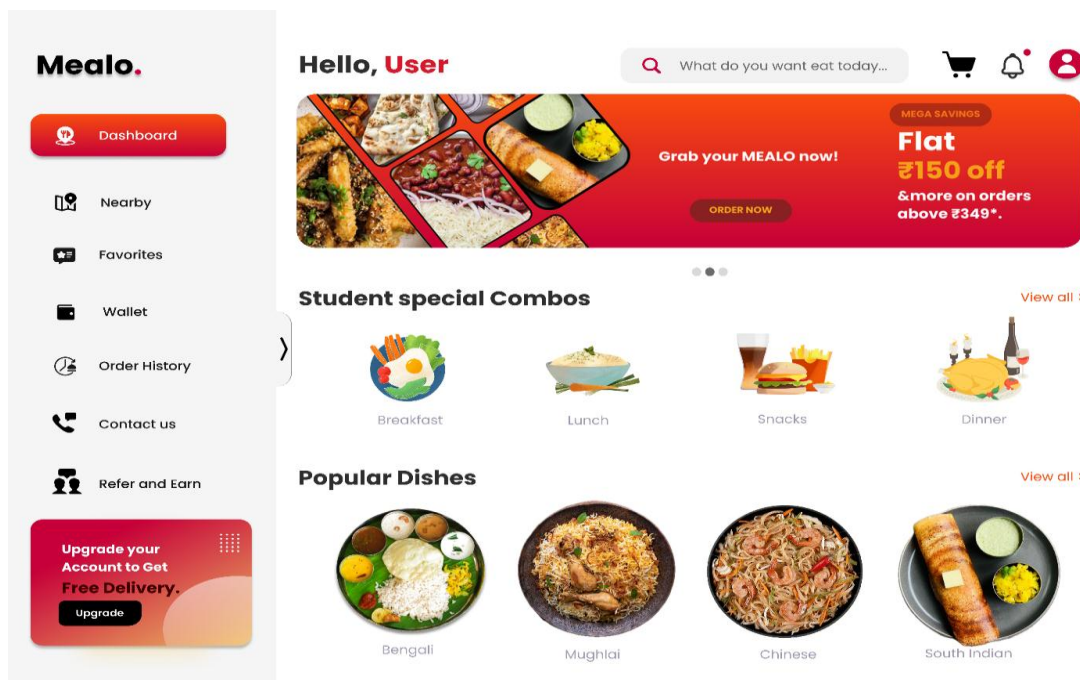 Mealo.
Dashboard
Nearby
Favorites
Wallet
Order History
Contact us
Refer and Earn
Upgrade your
Account to Get
Free Delivery.
Upgrade
Hello, User
What do you want eat today...
Grab your MEALO now!
ORDER NOW
MEGA SAVINGS
Flat
₹150 off
&more on orders
above ₹349*.
Student special Combos
View all
Breakfast
Lunch
Snacks
Dinner
Popular Dishes
View all
Bengali
Mughlai
Chinese
South Indian